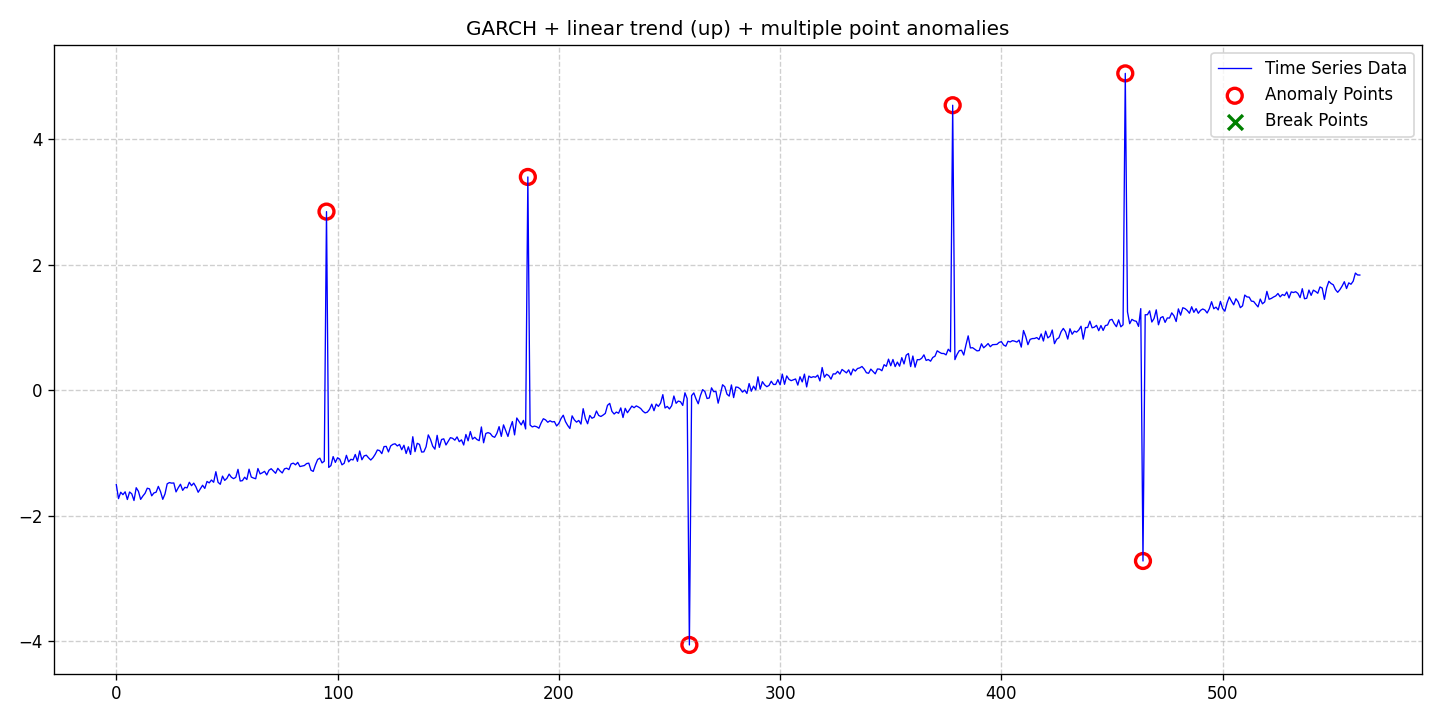 GARCH + linear trend (up) + multiple point anomalies
Time Series Data
Anomaly Points
Break Points
4
2
0
−2
−4
0 100 200 300 400 500